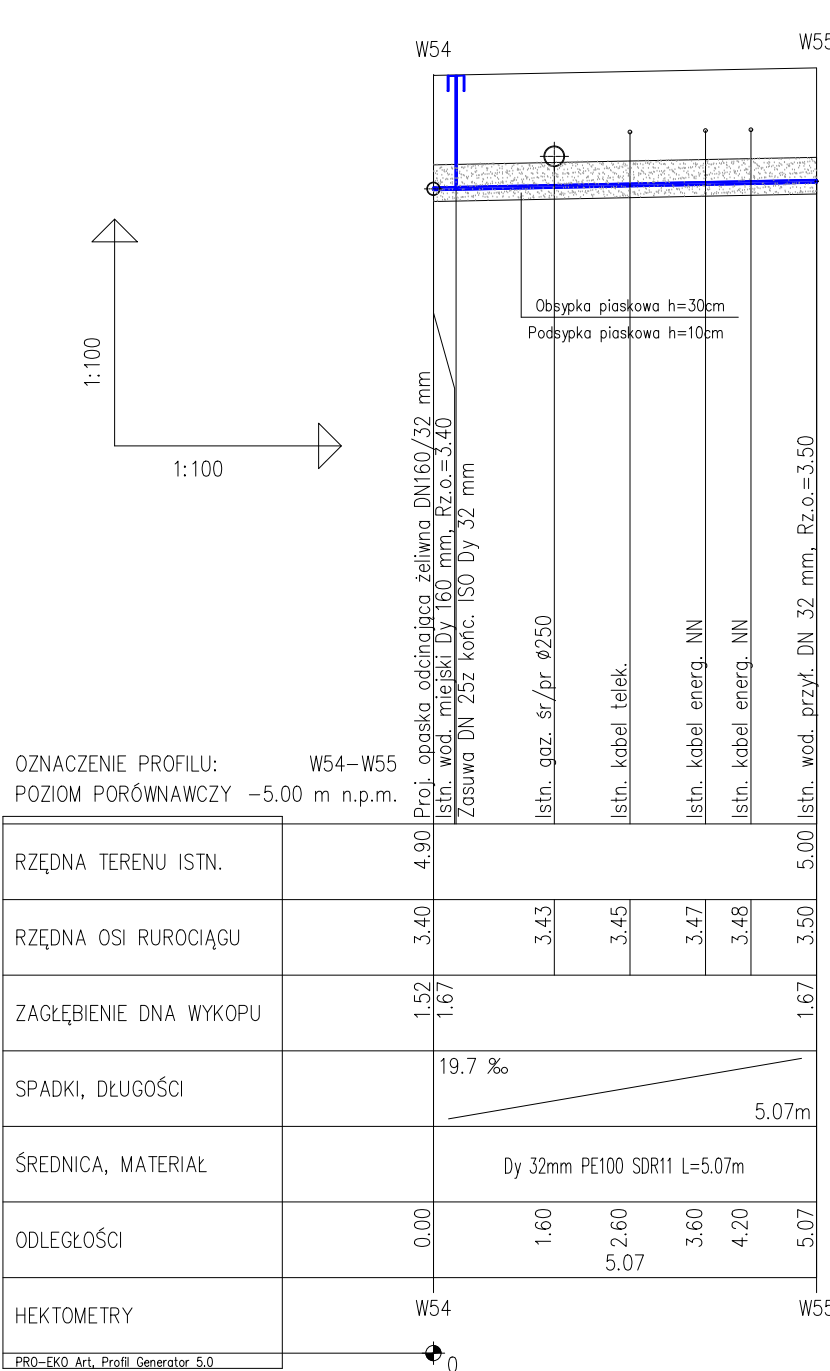 W54
W55
Obsypka piaskowa h=30cm
Podsypka piaskowa h=10cm
1:100
1:100
Proj. opaska odcinająca żeliwna DN160/32 mm
Istn. wod. miejski Dy 160 mm, Rz.o.=3.40
Zasuwa DN 25z końc. ISO Dy 32 mm
Istn. gaz. śr/pr ø250
Istn. kabel telek.
Istn. kabel energ. NN
Istn. kabel energ. NN
Istn. wod. przył. DN 32 mm, Rz.o.=3.50
OZNACZENIE PROFILU: W54-W55
POZIOM PORÓWNAWCZY -5.00 m n.p.m.
RZĘDNA TERENU ISTN. 4.90 5.00
RZĘDNA OSI RUROCIĄGU 3.40 3.43 3.45 3.47 3.48 3.50
ZAGŁĘBIENIE DNA WYKOPU 1.52 1.67 1.67
SPADKI, DŁUGOŚCI 19.7 ‰ 5.07m
ŚREDNICA, MATERIAŁ Dy 32mm PE100 SDR11 L=5.07m
ODLEGŁOŚCI 0.00 1.60 2.60 3.60 4.20 5.07
5.07
HEKTOMETRY W54 W55
PRO-EKO Art, Profil Generator 5.0 0